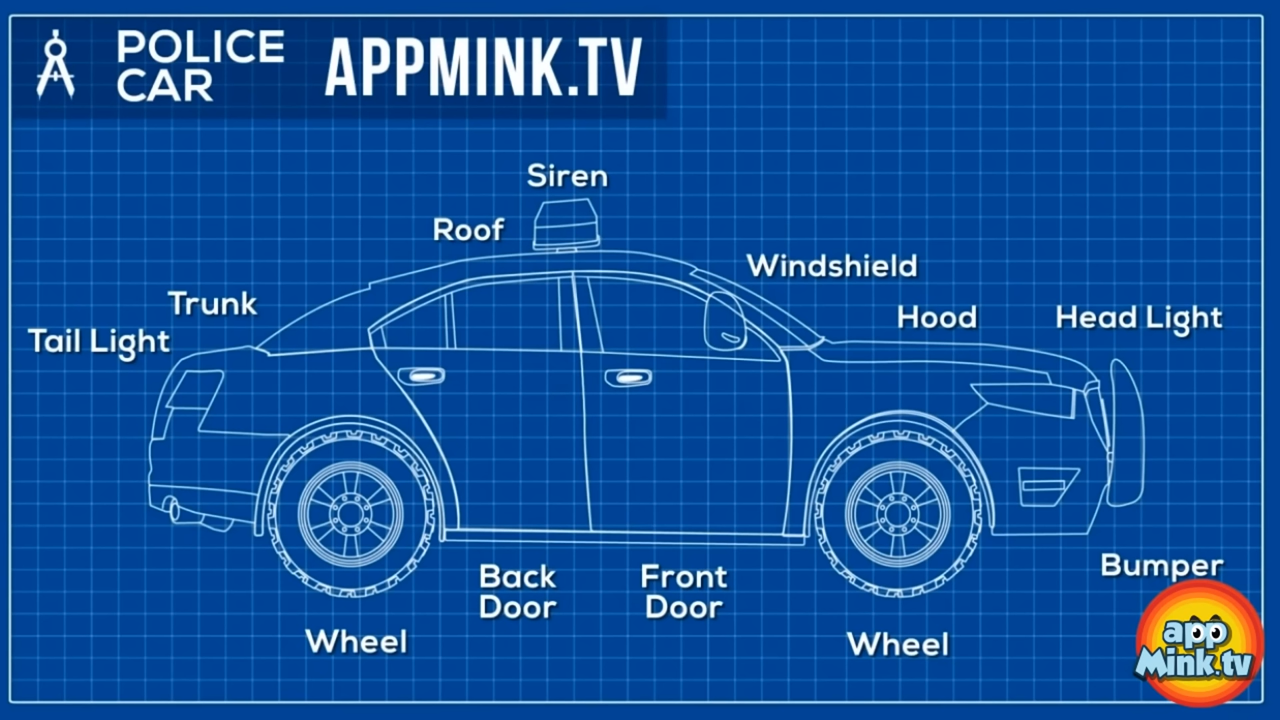 POLICE
CAR
APPMINK.TV
Siren
Roof
Windshield
Trunk
Hood
Head Light
Tail Light
Back
Door
Front
Door
Bumper
Wheel
Wheel
app
Mink.tv